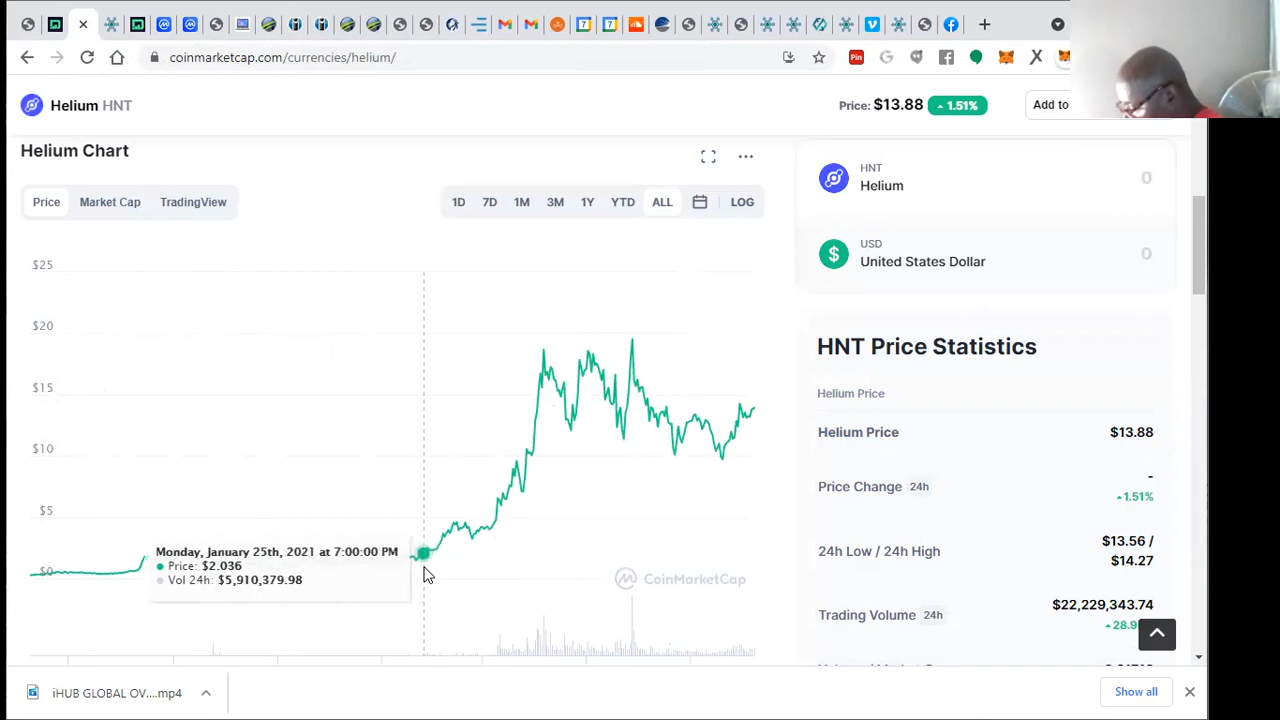 7
7
coinmarketcap.com/currencies/helium/
Pin
G
X
Helium HNT
Price: $13.88
1.51%
Add to
Helium Chart
Price
Market Cap
TradingView
1D
7D
1M
3M
1Y
YTD
ALL
LOG
$25
$20
$15
$10
$5
$0
Monday, January 25th, 2021 at 7:00:00 PM
Price: $2.036
Vol 24h: $5,910,379.98
CoinMarketCap
HNT
Helium
0
USD
United States Dollar
0
HNT Price Statistics
Helium Price
Helium Price
$13.88
Price Change 24h
-
1.51%
24h Low / 24h High
$13.56 /
$14.27
Trading Volume 24h
$22,229,343.74
iHUB GLOBAL OV....mp4
Show all